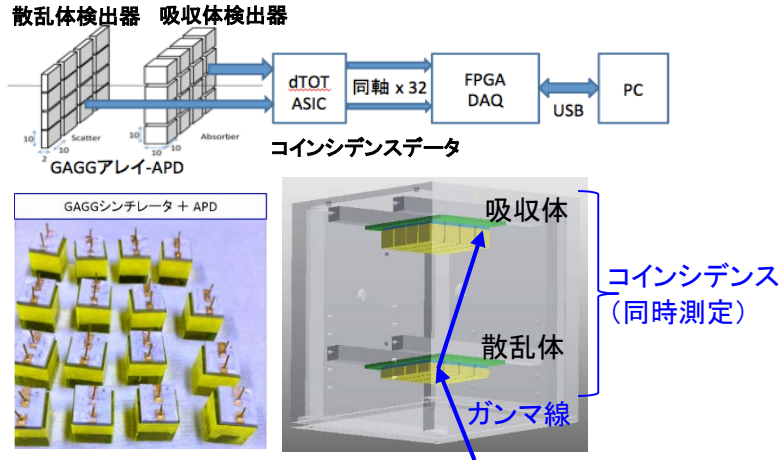 散乱体検出器 吸収体検出器
dTOT
ASIC
同軸 x 32
FPGA
DAQ
USB
PC
10
10
2
Scatter
10
10
10
Absorber
GAGGアレイ-APD
コインシデンスデータ
GAGGシンチレータ + APD
吸収体
散乱体
ガンマ線
コインシデンス
(同時測定)